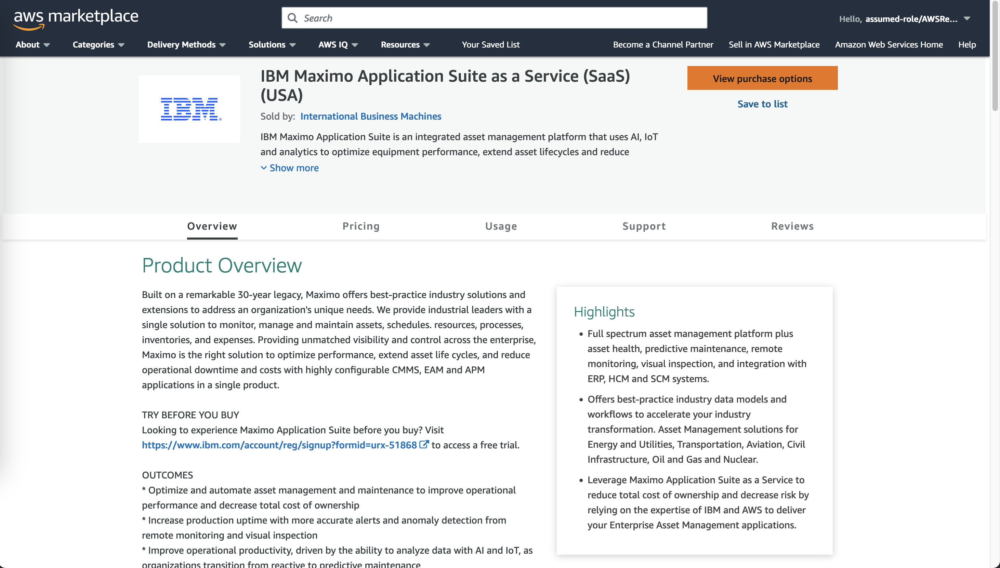 aws marketplace
Search
Hello, assumed-role/AWSRe...
About
Categories
Delivery Methods
Solutions
AWS IQ
Resources
Your Saved List
Become a Channel Partner
Sell in AWS Marketplace
Amazon Web Services Home
Help
IBM®
IBM Maximo Application Suite as a Service (SaaS)
(USA)
Sold by: International Business Machines
IBM Maximo Application Suite is an integrated asset management platform that uses AI, IoT
and analytics to optimize equipment performance, extend asset lifecycles and reduce
Show more
View purchase options
Save to list
Overview
Pricing
Usage
Support
Reviews
Product Overview
Built on a remarkable 30-year legacy, Maximo offers best-practice industry solutions and
extensions to address an organization's unique needs. We provide industrial leaders with a
single solution to monitor, manage and maintain assets, schedules. resources, processes,
inventories, and expenses. Providing unmatched visibility and control across the enterprise,
Maximo is the right solution to optimize performance, extend asset life cycles, and reduce
operational downtime and costs with highly configurable CMMS, EAM and APM
applications in a single product.
TRY BEFORE YOU BUY
Looking to experience Maximo Application Suite before you buy? Visit
https://www.ibm.com/account/reg/signup?formid=urx-51868 to access a free trial.
OUTCOMES
* Optimize and automate asset management and maintenance to improve operational
performance and decrease total cost of ownership
* Increase production uptime with more accurate alerts and anomaly detection from
remote monitoring and visual inspection
* Improve operational productivity, driven by the ability to analyze data with AI and IoT, as
organizations transition from reactive to predictive maintenance
Highlights
• Full spectrum asset management platform plus
asset health, predictive maintenance, remote
monitoring, visual inspection, and integration with
ERP, HCM and SCM systems.
• Offers best-practice industry data models and
workflows to accelerate your industry
transformation. Asset Management solutions for
Energy and Utilities, Transportation, Aviation, Civil
Infrastructure, Oil and Gas and Nuclear.
• Leverage Maximo Application Suite as a Service to
reduce total cost of ownership and decrease risk by
relying on the expertise of IBM and AWS to deliver
your Enterprise Asset Management applications.